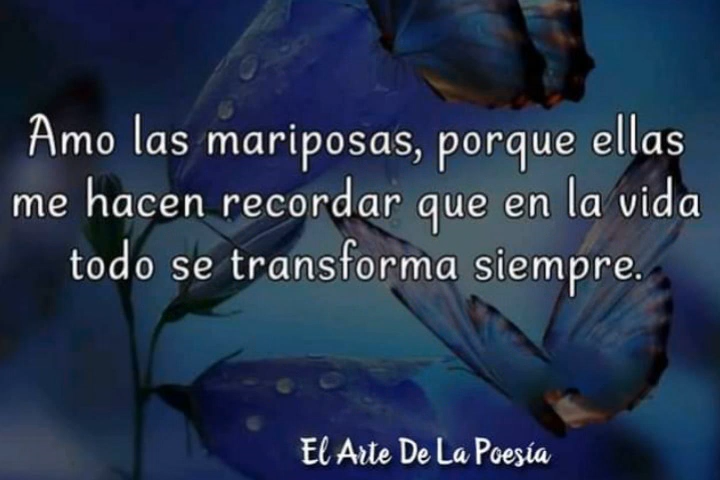 Amo las mariposas, porque ellas
me hacen recordar que en la vida
todo se transforma siempre.
El Arte De La Poesía